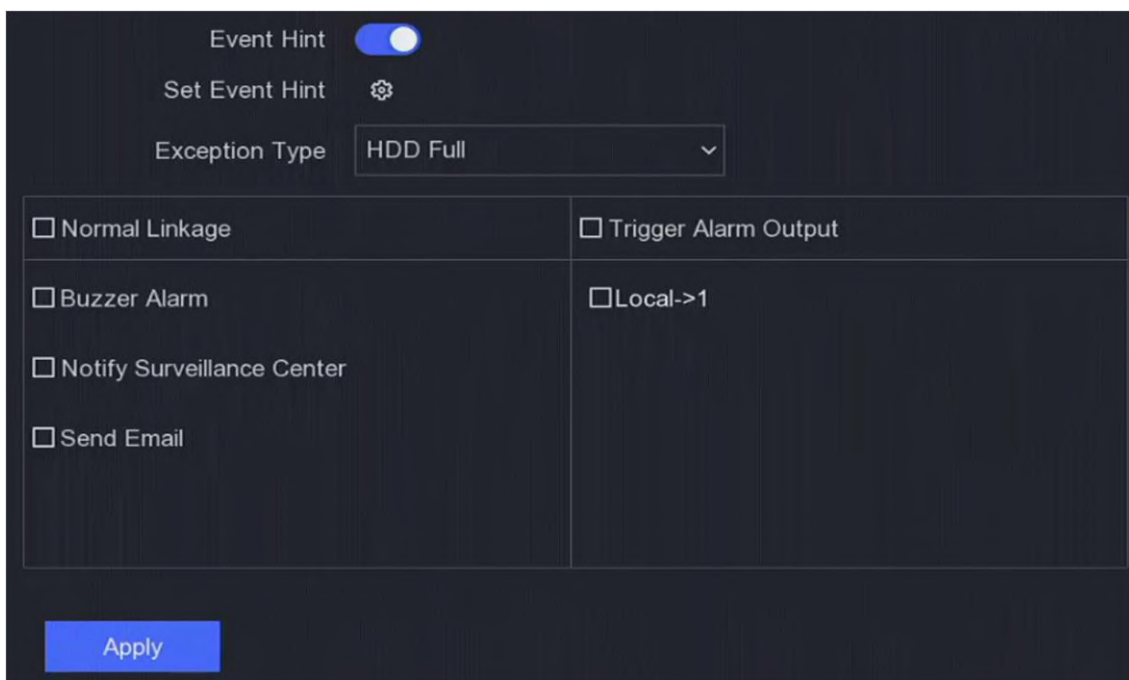 Event Hint
Set Event Hint
Exception Type HDD Full
Normal Linkage Trigger Alarm Output
Buzzer Alarm Local->1
Notify Surveillance Center
Send Email
Apply